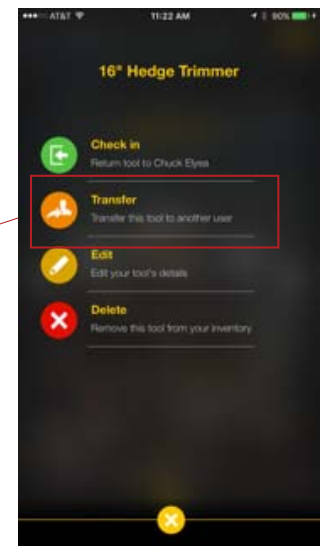 AT&T
11:22 AM
90%
16" Hedge Trimmer
Check in
Return tool to Chuck Elyea
Transfer
Transfer this tool to another user
Edit
Edit your tool's details
Delete
Remove this tool from your inventory